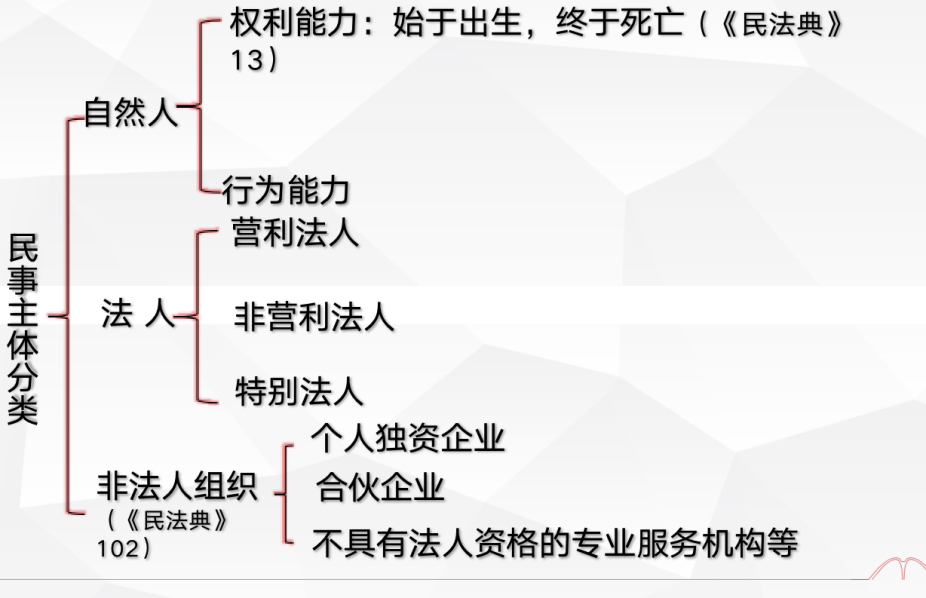 民事主体分类
自然人
权利能力：始于出生，终于死亡（《民法典》
13）
行为能力
法 人
营利法人
非营利法人
特别法人
非法人组织
（《民法典》
102）
个人独资企业
合伙企业
不具有法人资格的专业服务机构等